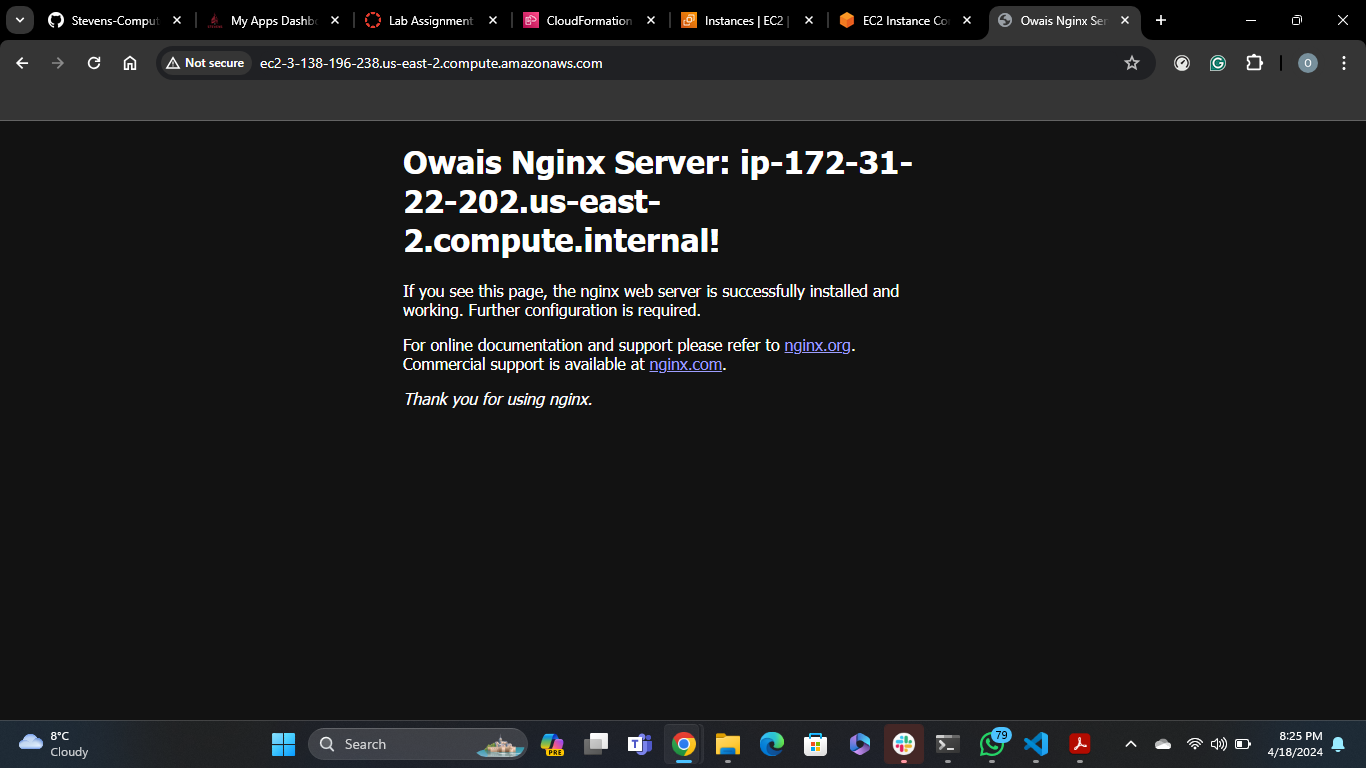 Stevens-Comput
My Apps Dashbo
Lab Assignment
CloudFormation
Instances | EC2 |
EC2 Instance Co
Owais Nginx Ser
Not secure
ec2-3-138-196-238.us-east-2.compute.amazonaws.com
O
Owais Nginx Server: ip-172-31-
22-202.us-east-
2.compute.internal!
If you see this page, the nginx web server is successfully installed and
working. Further configuration is required.
For online documentation and support please refer to nginx.org.
Commercial support is available at nginx.com.
Thank you for using nginx.
8°C
Cloudy
Search
PRE
79
8:25 PM
4/18/2024